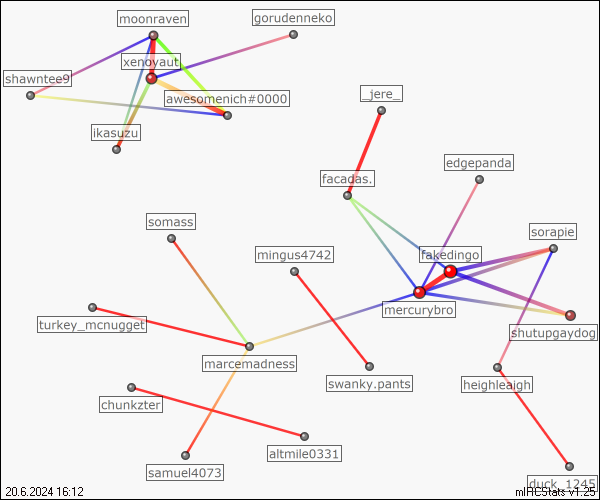 moonraven
gorudenneko
xenoyaut
shawntee9
awesomenich#0000
_jere_
ikasuzu
edgepanda
facadas.
somass
sorapie
mingus4742
fakedingo
mercurybro
turkey_mcnugget
shutupgaydog
marcemadness
swanky.pants
heighleaigh
chunkzter
altmile0331
samuel4073
duck_1245
20.6.2024 16:12
mIRCStats v1.25